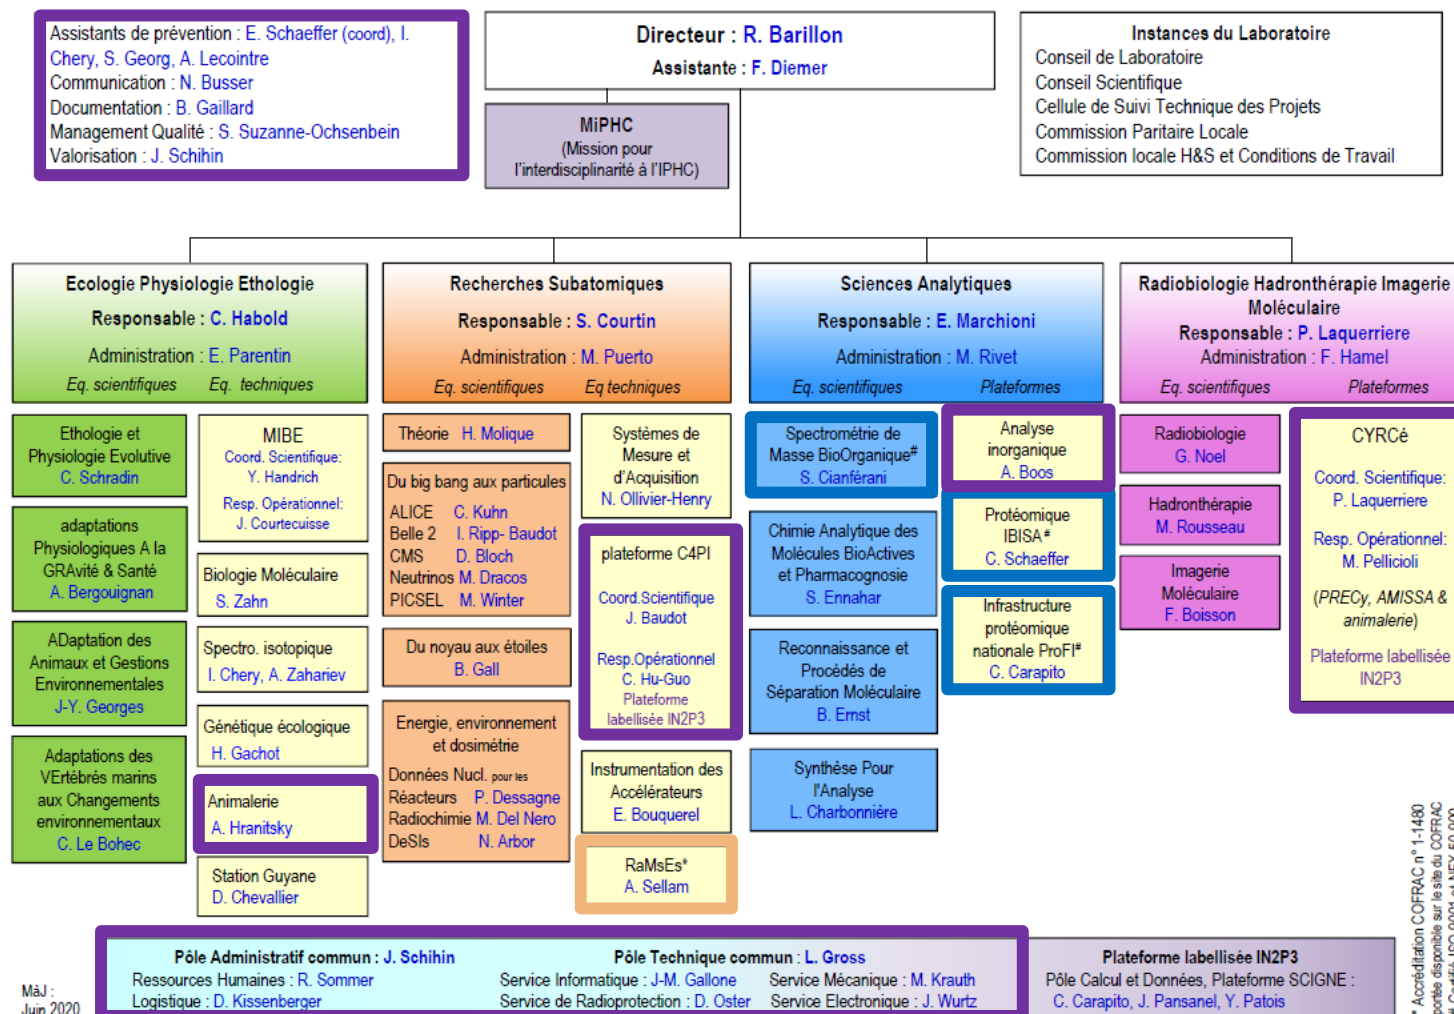 Assistants de prévention : E. Schaeffer (coord), I.
Chery, S. Georg, A. Lecointre
Communication : N. Busser
Documentation : B. Gaillard
Management Qualité : S. Suzanne-Ochsenbein
Valorisation : J. Schihin
Directeur : R. Barillon
Assistante : F. Diemer
MiPHC
(Mission pour
l'interdisciplinarité à l'IPHC)
Instances du Laboratoire
Conseil de Laboratoire
Conseil Scientifique
Cellule de Suivi Technique des Projets
Commission Paritaire Locale
Commission locale H&S et Conditions de Travail
Ecologie Physiologie Ethologie
Responsable : C. Habold
Administration : E. Parentin
Eq. scientifiques Eq. techniques
Ethologie et
Physiologie Evolutive
C. Schradin
adaptations
Physiologiques A la
GRAvité & Santé
A. Bergouignan
ADaptation des
Animaux et Gestions
Environnementales
J-Y. Georges
Adaptations des
VErtébrés marins
aux Changements
environnementaux
C. Le Bohec
MIBE
Coord. Scientifique:
Y. Handrich
Resp. Opérationnel:
J. Courtecuisse
Biologie Moléculaire
S. Zahn
Spectro. isotopique
I. Chery, A. Zahariev
Génétique écologique
H. Gachot
Animalerie
A. Hranitsky
Station Guyane
D. Chevallier
Recherches Subatomiques
Responsable : S. Courtin
Administration : M. Puerto
Eq. scientifiques Eq techniques
Théorie H. Molique
Du big bang aux particules
ALICE C. Kuhn
Belle 2 I. Ripp- Baudot
CMS D. Bloch
Neutrinos M. Dracos
PICSEL M. Winter
Du noyau aux étoiles
B. Gall
Energie, environnement
et dosimétrie
Données Nucl. pour les
Réacteurs P. Dessagne
Radiochimie M. Del Nero
DeSIs N. Arbor
Systèmes de
Mesure et
d'Acquisition
N. Ollivier-Henry
plateforme C4PI
Coord.Scientifique
J. Baudot
Resp.Opérationnel
C. Hu-Guo
Plateforme
labellisée IN2P3
Instrumentation des
Accélérateurs
E. Bouquerel
RaMsEs*
A. Sellam
Sciences Analytiques
Responsable : E. Marchioni
Administration : M. Rivet
Eq. scientifiques Plateformes
Spectrométrie de
Masse BioOrganique#
S. Cianférani
Chimie Analytique des
Molécules BioActives
et Pharmacognosie
S. Ennahar
Reconnaissance et
Procédés de
Séparation Moléculaire
B. Ernst
Synthèse Pour
l'Analyse
L. Charbonnière
Analyse
inorganique
A. Boos
Protéomique
IBISA#
C. Schaeffer
Infrastructure
protéomique
nationale ProFI#
C. Carapito
Radiobiologie Hadronthérapie Imagerie
Moléculaire
Responsable : P. Laquerriere
Administration : F. Hamel
Eq. scientifiques Plateformes
Radiobiologie
G. Noel
Hadronthérapie
M. Rousseau
Imagerie
Moléculaire
F. Boisson
CYRCé
Coord. Scientifique:
P. Laquerriere
Resp. Opérationnel:
M. Pellicioli
(PRECy, AMISSA &
animalerie)
Plateforme labellisée
IN2P3
Pôle Administratif commun : J. Schihin
Ressources Humaines : R. Sommer
Logistique : D. Kissenberger
Pôle Technique commun : L. Gross
Service Informatique : J-M. Gallone Service Mécanique : M. Krauth
Service de Radioprotection : D. Oster Service Electronique : J. Wurtz
Plateforme labellisée IN2P3
Pôle Calcul et Données, Plateforme SCIGNE :
C. Carapito, J. Pansanel, Y. Patois
MàJ :
Juin 2020
* Accréditation COFRAC n° 1-1480
portée disponible sur le site du COFRAC